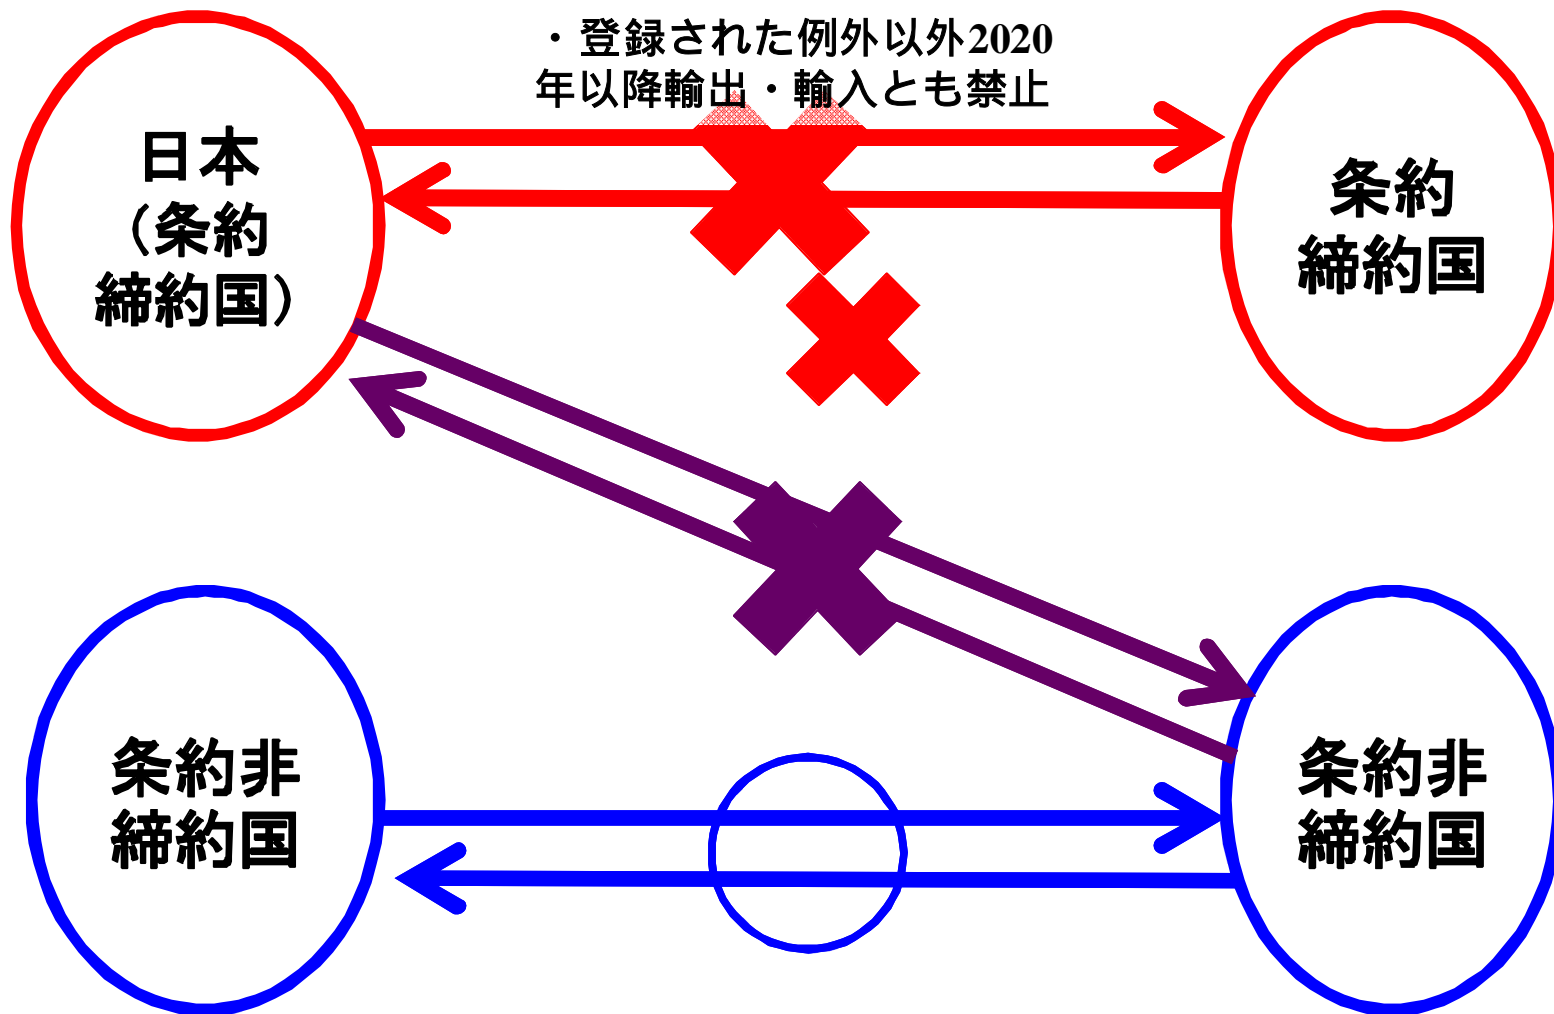 ・登録された例外以外2020
年以降輸出・輸入とも禁止
日本
（条約
締約国）
条約
締約国
条約非
締約国
条約非
締約国